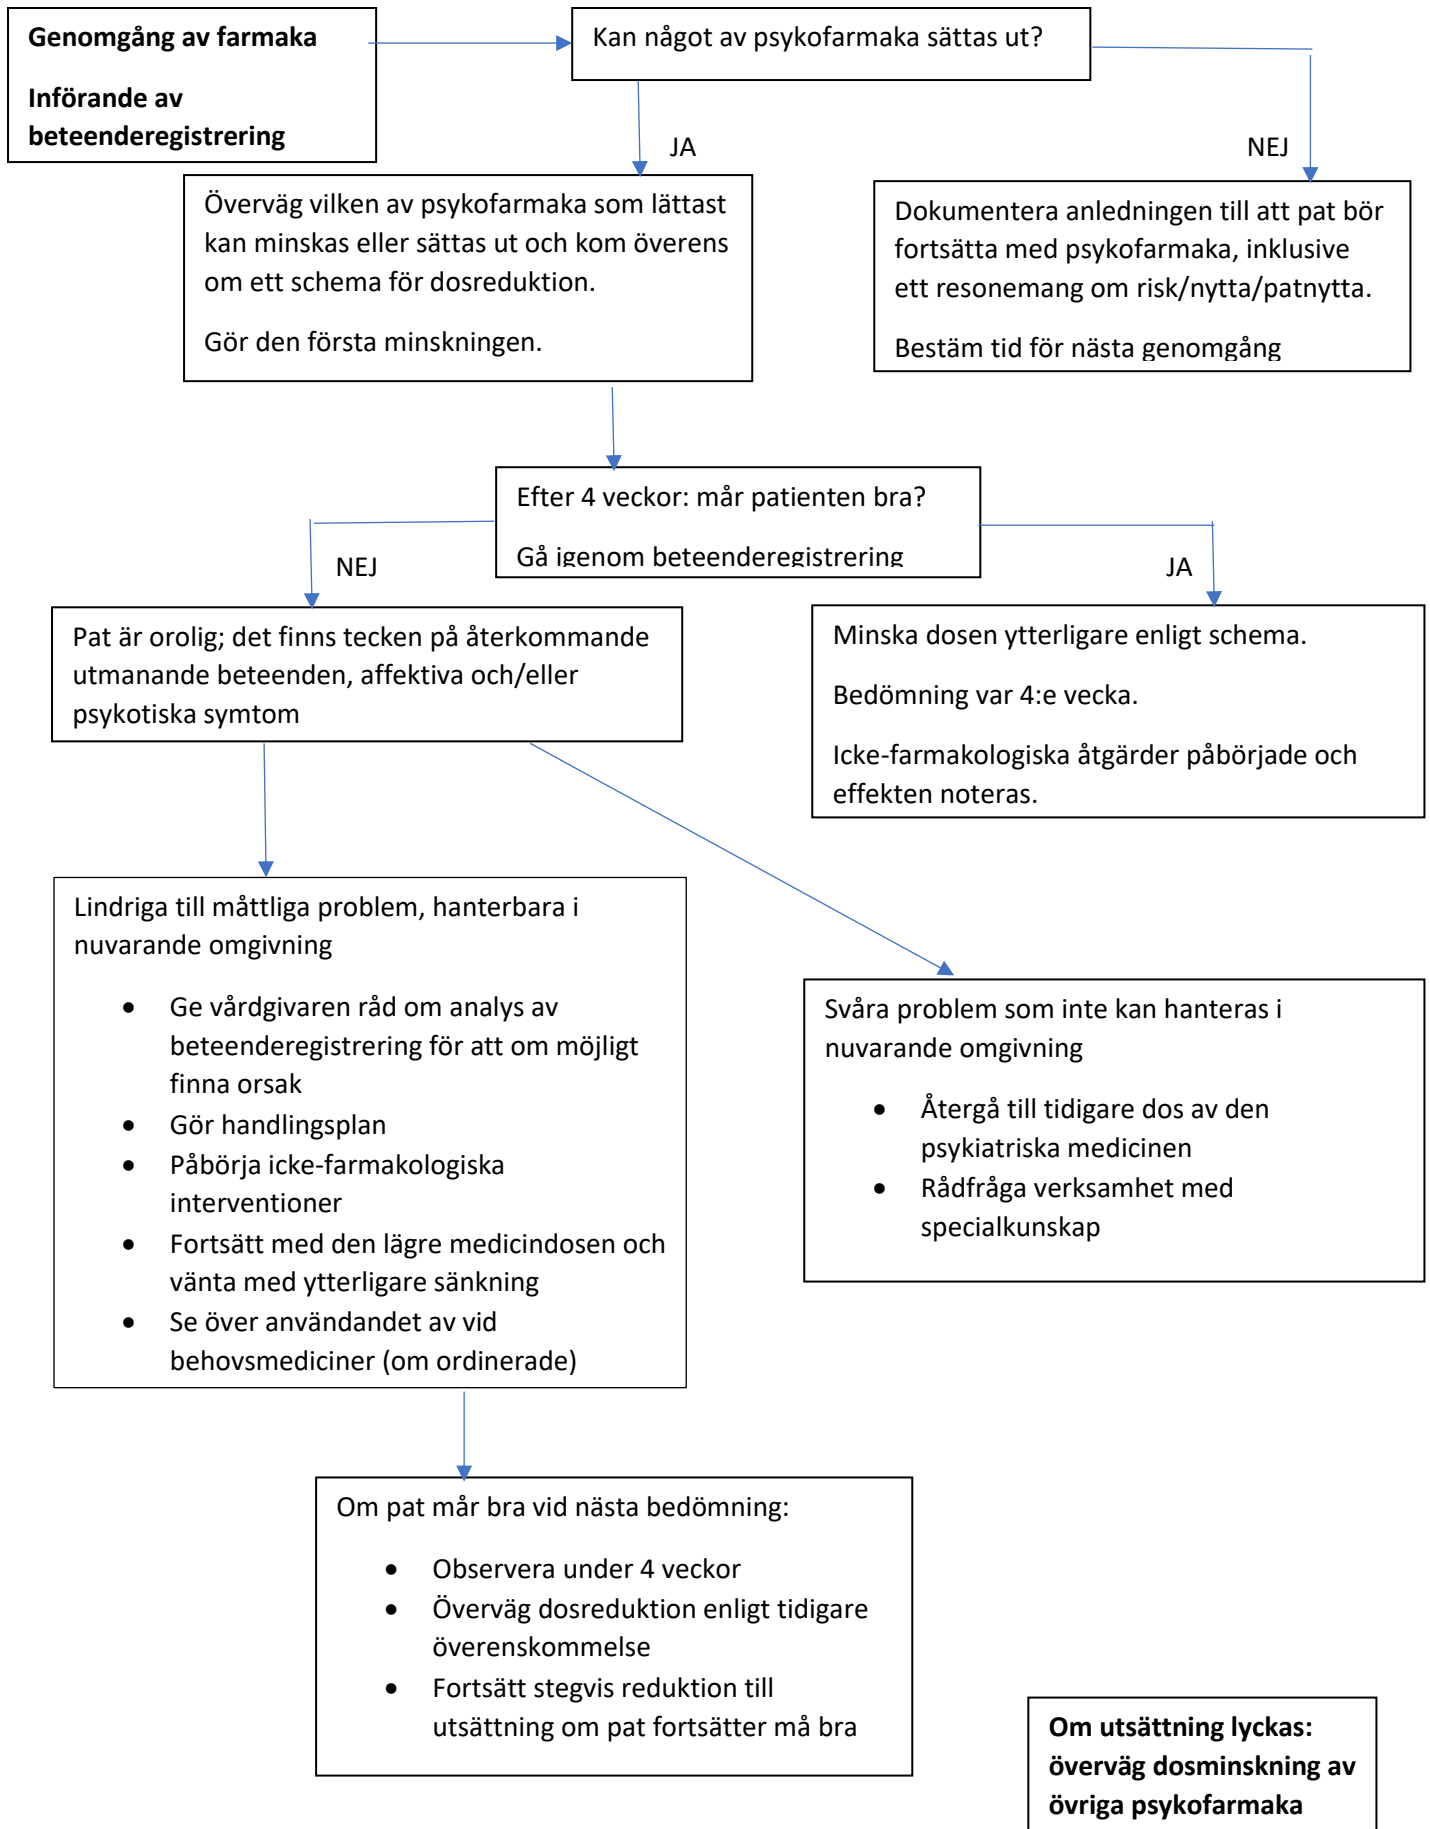 Genomgång av farmaka
Införande av
beteenderegistrering
Kan något av psykofarmaka sättas ut?
JA
NEJ
Överväg vilken av psykofarmaka som lättast
kan minskas eller sättas ut och kom överens
om ett schema för dosreduktion.
Gör den första minskningen.
Dokumentera anledningen till att pat bör
fortsätta med psykofarmaka, inklusive
ett resonemang om risk/nytta/patnytta.
Bestäm tid för nästa genomgång
Efter 4 veckor: mår patienten bra?
Gå igenom beteenderegistrering
NEJ
JA
Pat är orolig; det finns tecken på återkommande
utmanande beteenden, affektiva och/eller
psykotiska symtom
Minska dosen ytterligare enligt schema.
Bedömning var 4:e vecka.
Icke-farmakologiska åtgärder påbörjade och
effekten noteras.
Lindriga till måttliga problem, hanterbara i
nuvarande omgivning
• Ge vårdgivaren råd om analys av
beteenderegistrering för att om möjligt
finna orsak
• Gör handlingsplan
• Påbörja icke-farmakologiska
interventioner
• Fortsätt med den lägre medicindosen och
vänta med ytterligare sänkning
• Se över användandet av vid
behovsmediciner (om ordinerade)
Svåra problem som inte kan hanteras i
nuvarande omgivning
• Återgå till tidigare dos av den
psykiatriska medicinen
• Rådfråga verksamhet med
specialkunskap
Om pat mår bra vid nästa bedömning:
• Observera under 4 veckor
• Överväg dosreduktion enligt tidigare
överenskommelse
• Fortsätt stegvis reduktion till
utsättning om pat fortsätter må bra
Om utsättning lyckas:
överväg dosminskning av
övriga psykofarmaka